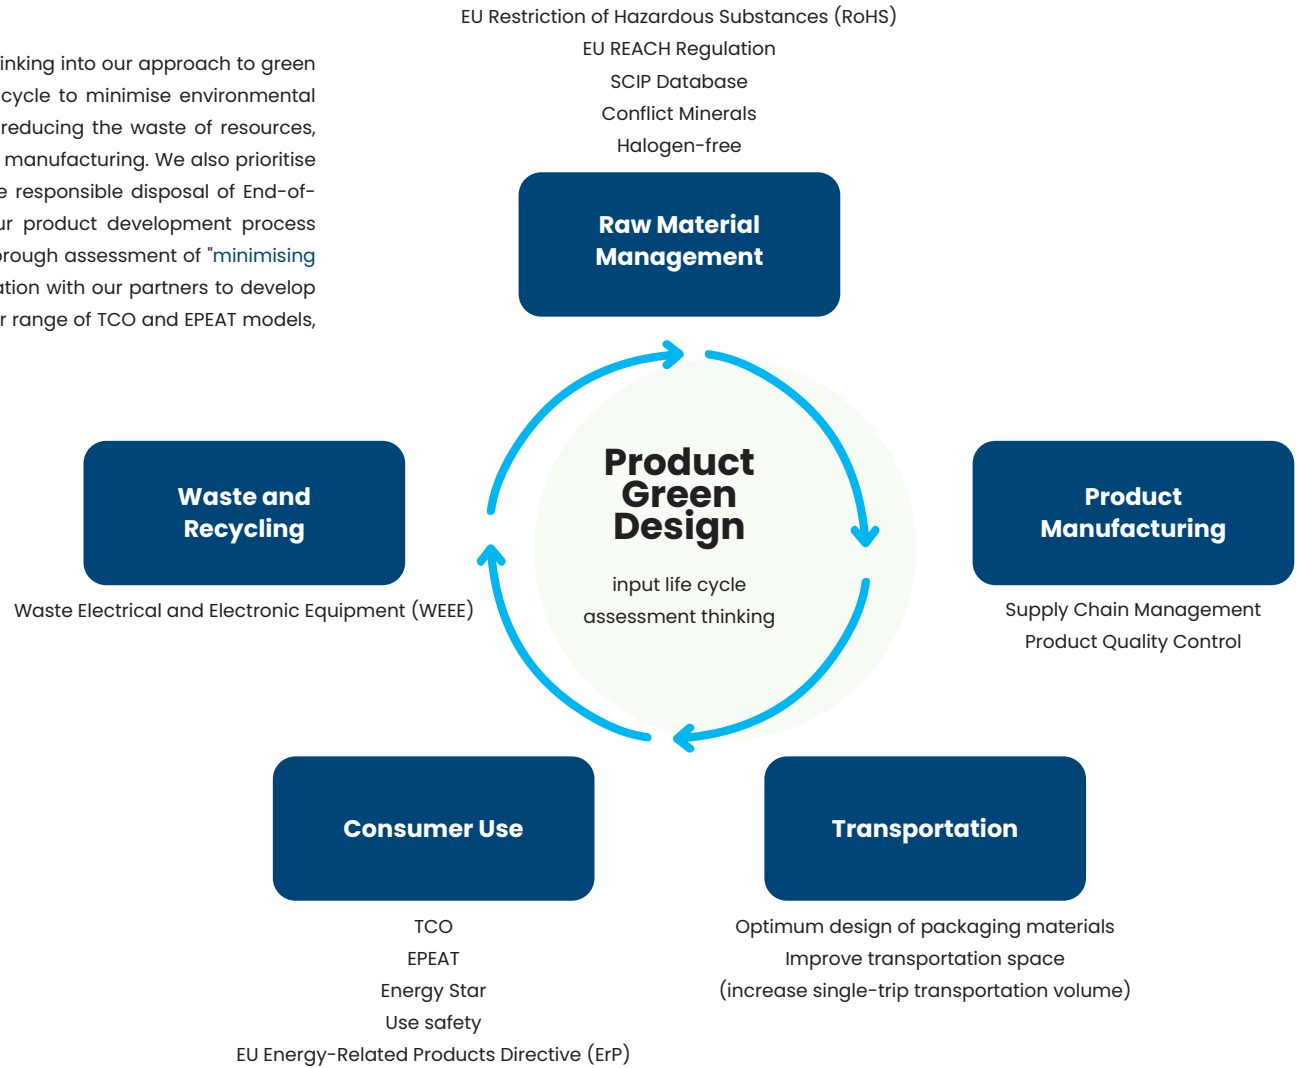 inking into our approach to green
cycle to minimise environmental
reducing the waste of resources,
manufacturing. We also prioritise
e responsible disposal of End-of-
ur product development process
orough assessment of "minimising
ation with our partners to develop
r range of TCO and EPEAT models,
EU Restriction of Hazardous Substances (RoHS)
EU REACH Regulation
SCIP Database
Conflict Minerals
Halogen-free
Raw Material
Management
Product
Green
Design
input life cycle
assessment thinking
Waste and
Recycling
Waste Electrical and Electronic Equipment (WEEE)
Product
Manufacturing
Supply Chain Management
Product Quality Control
Consumer Use
TCO
EPEAT
Energy Star
Use safety
EU Energy-Related Products Directive (ErP)
Transportation
Optimum design of packaging materials
Improve transportation space
(increase single-trip transportation volume)